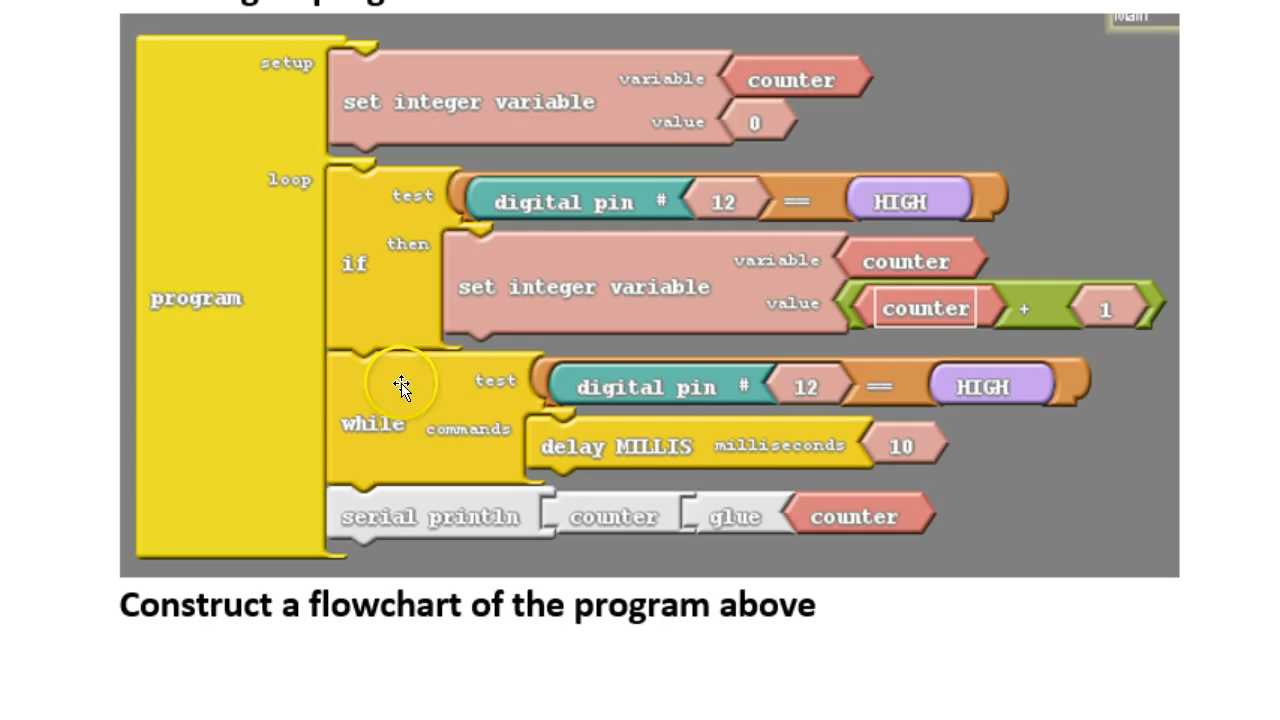 Main
setup
set integer variable variable counter
value 0
loop
if test digital pin # 12 == HIGH
then
set integer variable variable counter
value counter + 1
program
while test digital pin # 12 == HIGH
commands delay MILLIS milliseconds 10
serial println counter glue counter
Construct a flowchart of the program above